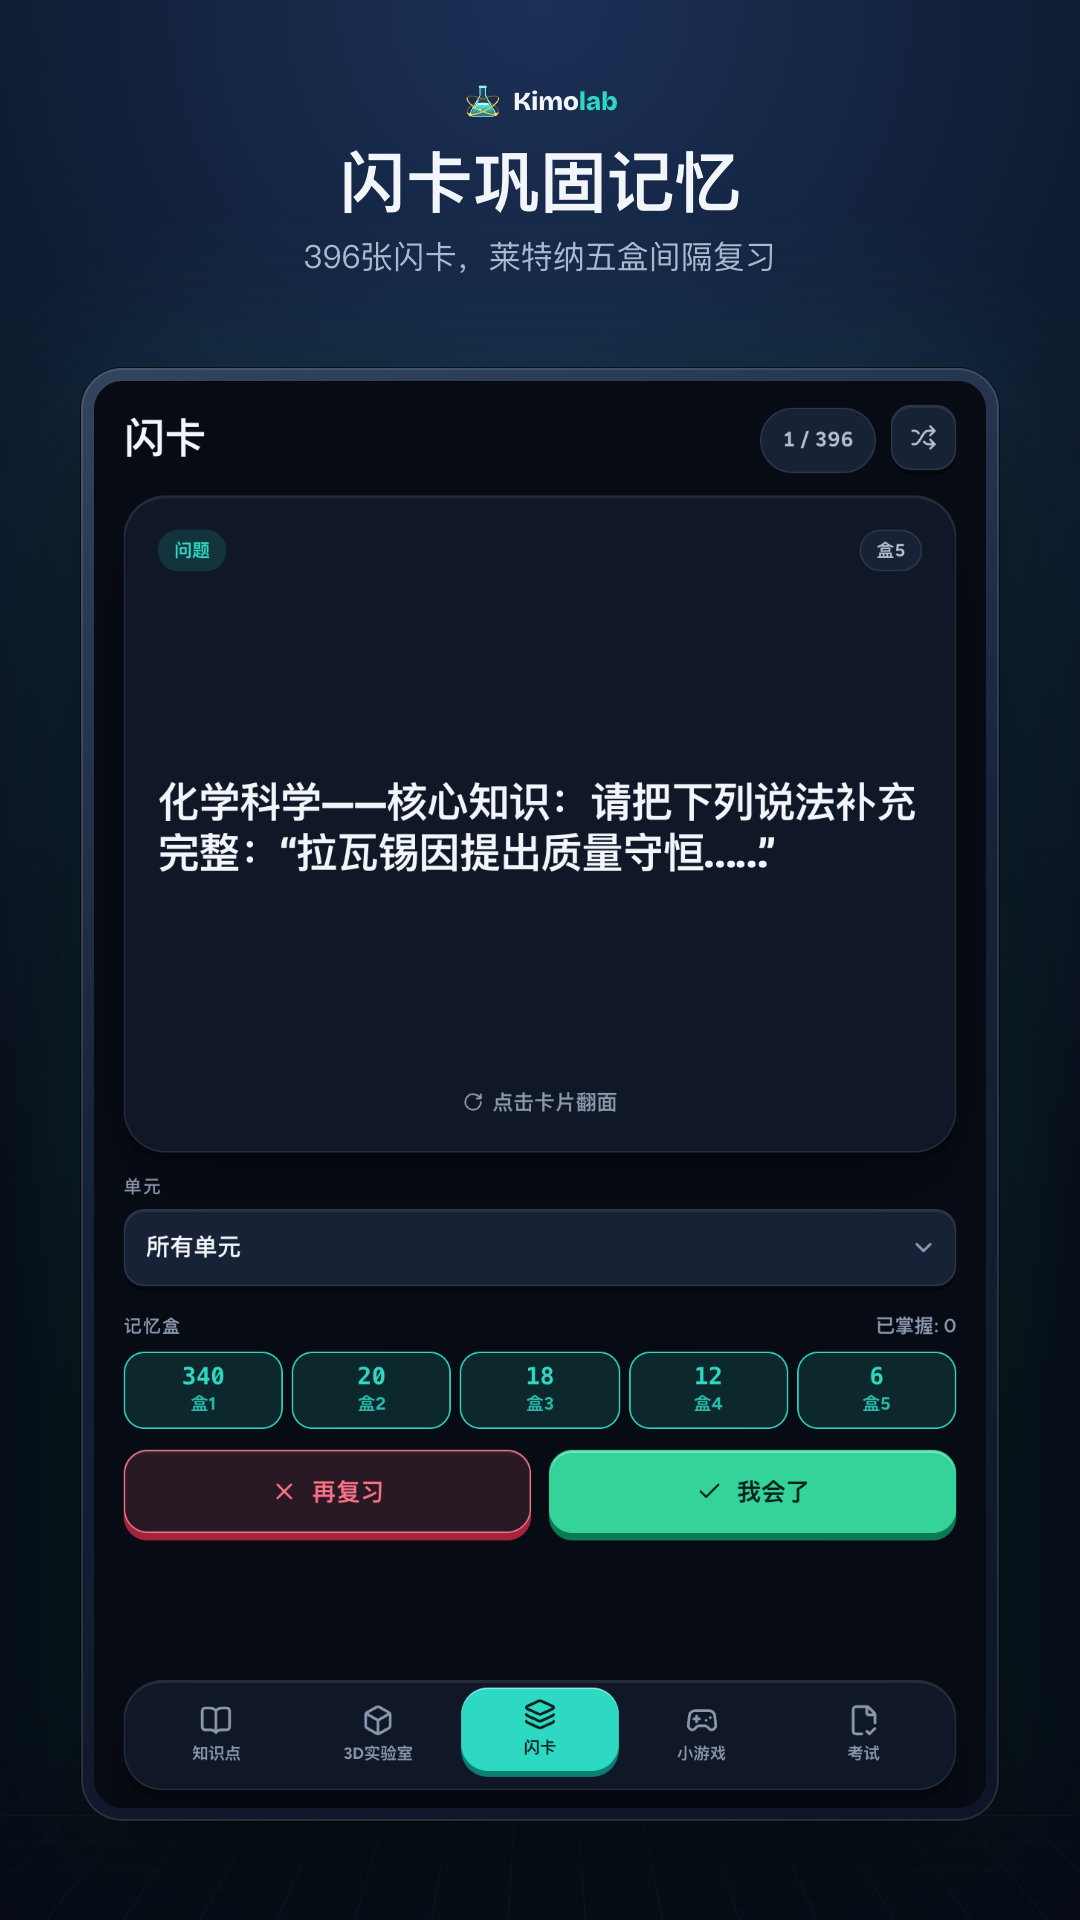 Kimolab
闪卡巩固记忆
396张闪卡，莱特纳五盒间隔复习
闪卡
1 / 396
问题
盒5
化学科学——核心知识：请把下列说法补充
完整：“拉瓦锡因提出质量守恒……”
点击卡片翻面
单元
所有单元
记忆盒
已掌握: 0
340
盒1
20
盒2
18
盒3
12
盒4
6
盒5
再复习
我会了
知识点
3D实验室
闪卡
小游戏
考试